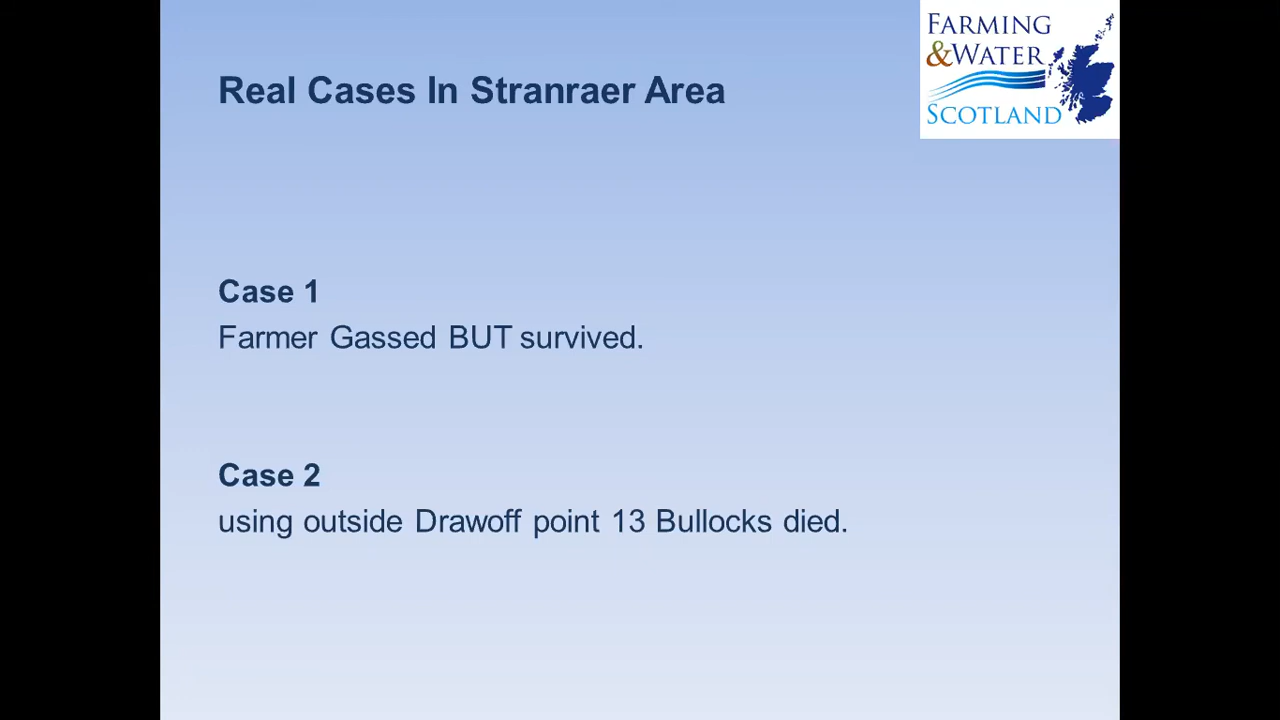 Real Cases In Stranraer Area
FARMING
&WATER
SCOTLAND
Case 1
Farmer Gassed BUT survived.
Case 2
using outside Drawoff point 13 Bullocks died.